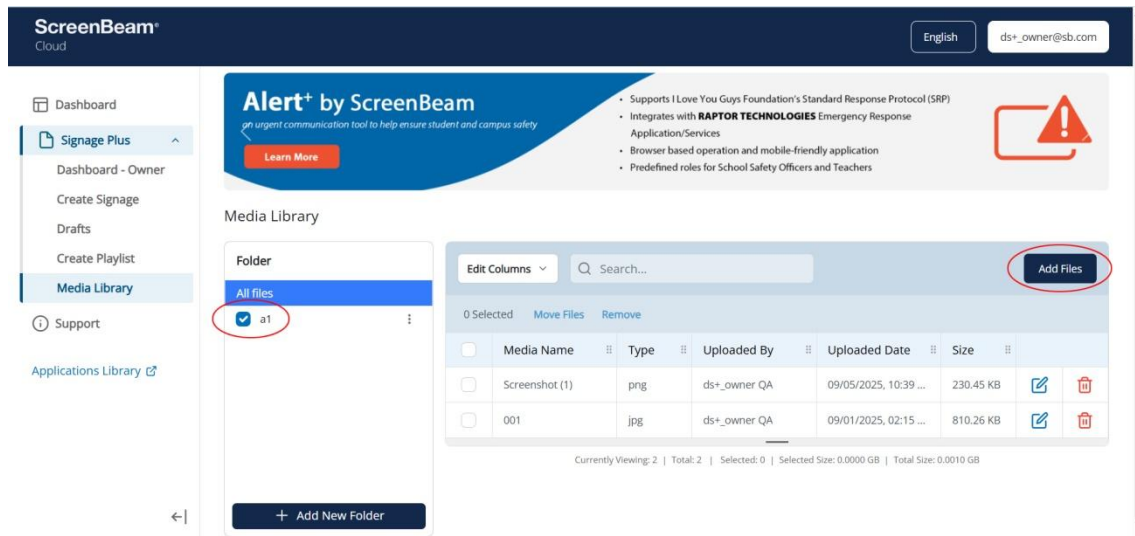 ScreenBeam®
Cloud
English
ds+_owner@sb.com
Dashboard
Signage Plus
Dashboard - Owner
Create Signage
Drafts
Create Playlist
Media Library
Support
Applications Library
Alert+ by ScreenBeam
an urgent communication tool to help ensure student and campus safety
Learn More
• Supports I Love You Guys Foundation's Standard Response Protocol (SRP)
• Integrates with RAPTOR TECHNOLOGIES Emergency Response
Application/Services
• Browser based operation and mobile-friendly application
• Predefined roles for School Safety Officers and Teachers
Media Library
Folder
All files
a1
+ Add New Folder
Edit Columns
Search...
Add Files
0 Selected Move Files Remove
Media Name Type Uploaded By Uploaded Date Size
Screenshot (1) png ds+_owner QA 09/05/2025, 10:39 ... 230.45 KB
001 jpg ds+_owner QA 09/01/2025, 02:15 ... 810.26 KB
Currently Viewing: 2 | Total: 2 | Selected: 0 | Selected Size: 0.0000 GB | Total Size: 0.0010 GB